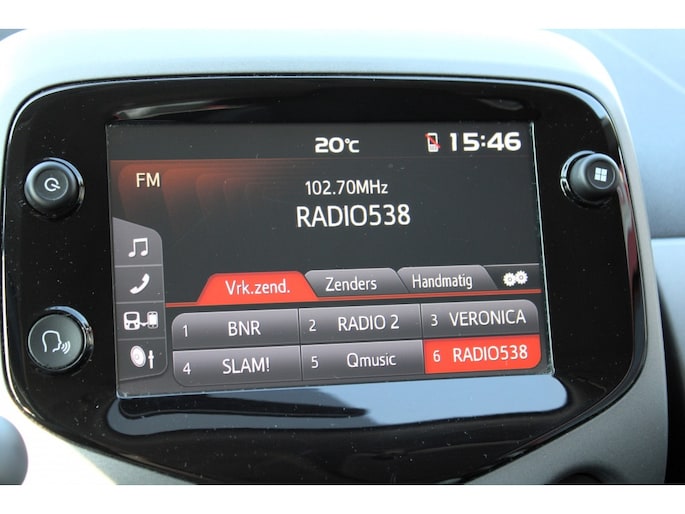 20°C 15:46
FM
102.70MHz
RADIO538
Vrk.zend. Zenders Handmatig
1 BNR 2 RADIO 2 3 VERONICA
4 SLAM! 5 Qmusic 6 RADIO538